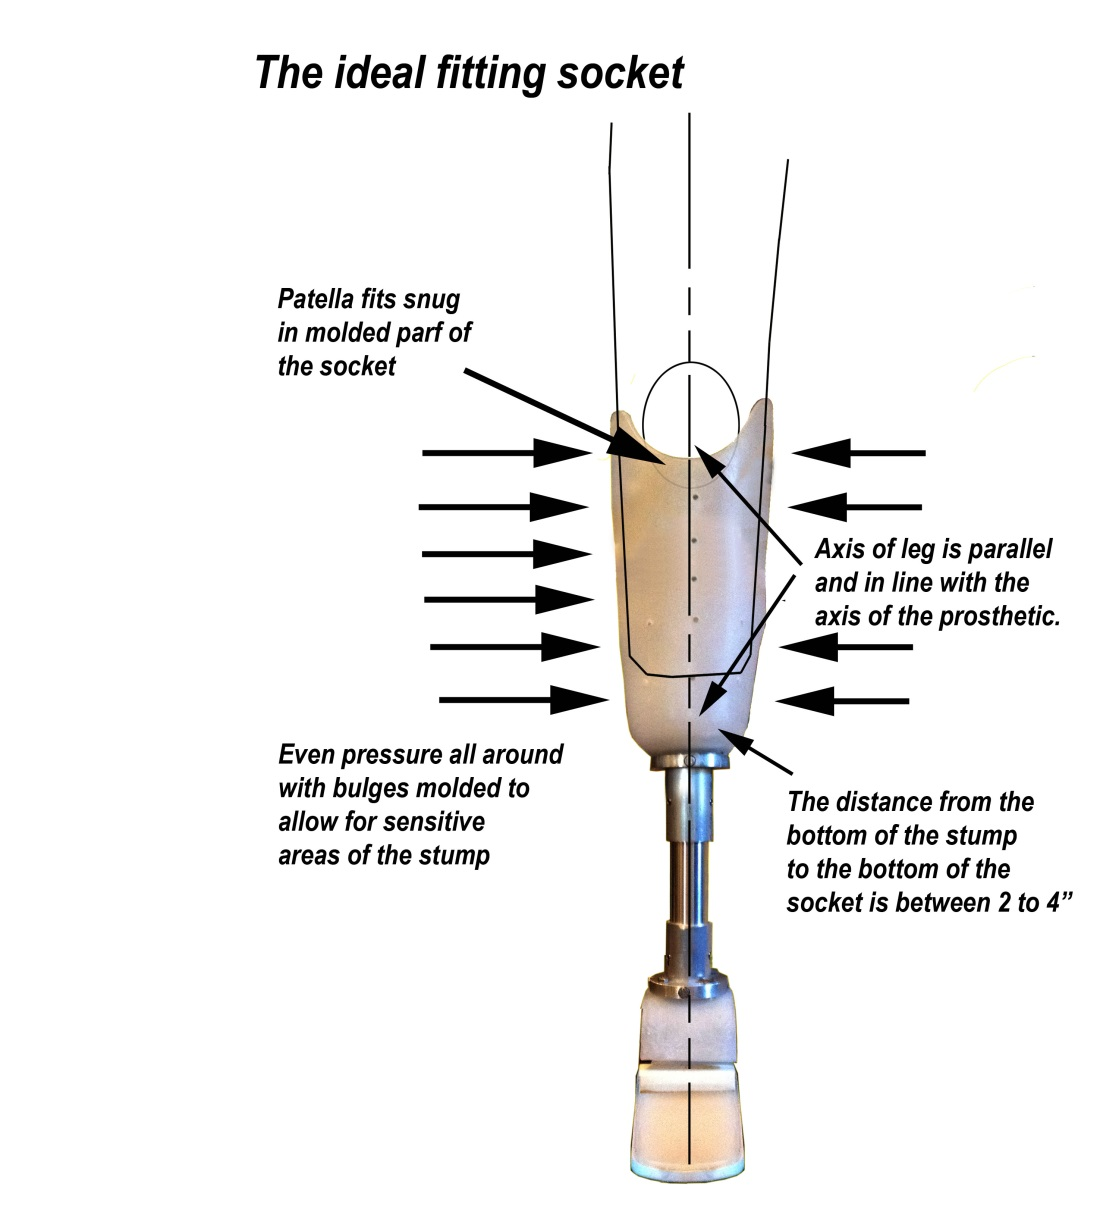 The ideal fitting socket
Patella fits snug
in molded parf of
the socket
Axis of leg is parallel
and in line with the
axis of the prosthetic.
Even pressure all around
with bulges molded to
allow for sensitive
areas of the stump
The distance from the
bottom of the stump
to the bottom of the
socket is between 2 to 4”